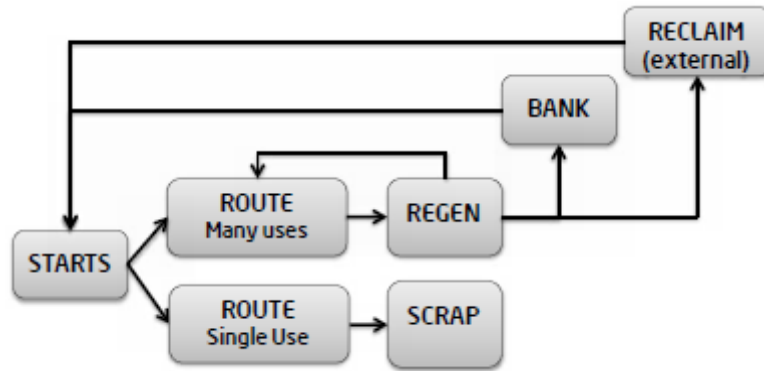 RECLAIM
(external)
BANK
ROUTE
Many uses
REGEN
STARTS
ROUTE
Single Use
SCRAP